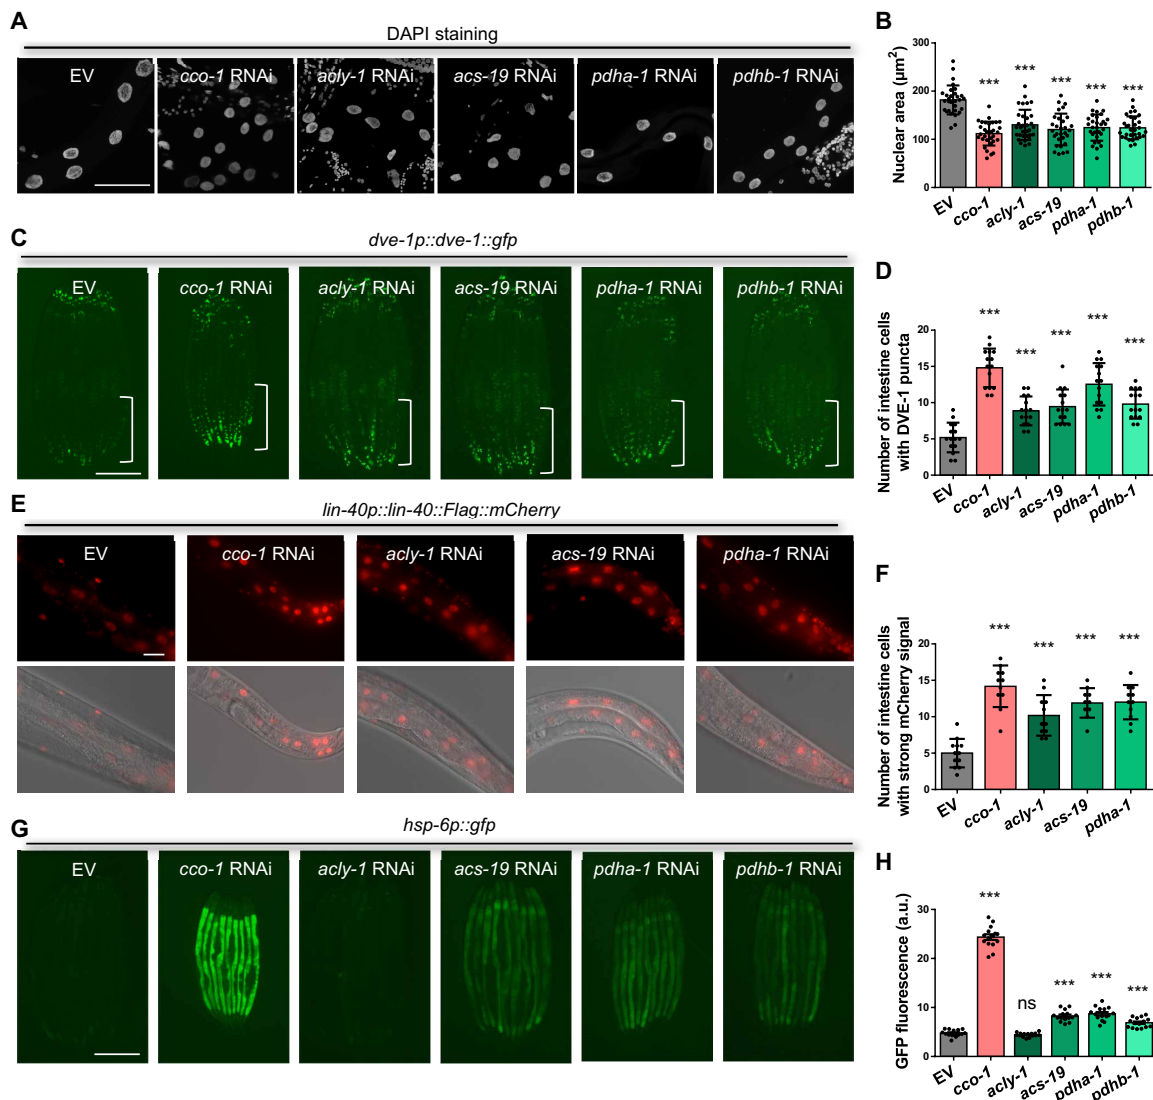 A
DAPI staining
EV
cco-1 RNAi
acly-1 RNAi
acs-19 RNAi
pdha-1 RNAi
pdhb-1 RNAi
B
Nuclear area (μm²)
300
200
100
0
***
***
***
***
***
EV
cco-1
acly-1
acs-19
pdha-1
pdhb-1
C
dve-1p::dve-1::gfp
EV
cco-1 RNAi
acly-1 RNAi
acs-19 RNAi
pdha-1 RNAi
pdhb-1 RNAi
D
Number of intestine cells
with DVE-1 puncta
20
15
10
5
0
***
***
***
***
***
EV
cco-1
acly-1
acs-19
pdha-1
pdhb-1
E
lin-40p::lin-40::Flag::mCherry
EV
cco-1 RNAi
acly-1 RNAi
acs-19 RNAi
pdha-1 RNAi
F
Number of intestine cells
with strong mCherry signal
20
15
10
5
0
***
***
***
***
EV
cco-1
acly-1
acs-19
pdha-1
G
hsp-6p::gfp
EV
cco-1 RNAi
acly-1 RNAi
acs-19 RNAi
pdha-1 RNAi
pdhb-1 RNAi
H
GFP fluorescence (a.u.)
30
20
10
0
***
ns
***
***
***
EV
cco-1
acly-1
acs-19
pdha-1
pdhb-1